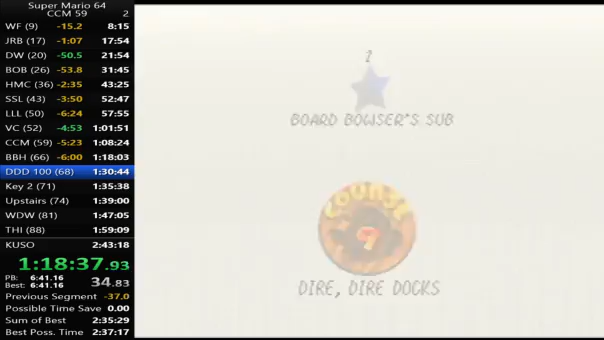 Super Mario 64
CCM 59 2
WF (9) -15.2 8:15
JRB (17) -1:07 17:54
DW (20) -50.5 21:54
BOB (26) -53.8 31:45
HMC (36) -2:35 43:25
SSL (43) -3:50 52:47
LLL (50) -6:24 57:55
VC (52) -4:53 1:01:51
CCM (59) -5:23 1:08:24
BBH (66) -6:00 1:18:03
DDD 100 (68) 1:30:44
Key 2 (71) 1:35:38
Upstairs (74) 1:39:00
WDW (81) 1:47:05
THI (88) 1:59:09
KUSO 2:43:18
1:18:37.93
PB: 6:41.16
Best: 6:41.16 34.83
Previous Segment -37.0
Possible Time Save 0.00
Sum of Best 2:35:29
Best Poss. Time 2:37:17
1
BOARD BOWSER'S SUB
COURSE
9
DIRE, DIRE DOCKS